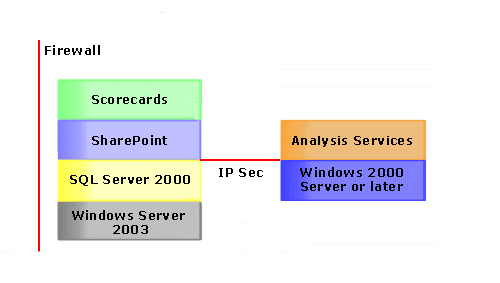 Firewall
Scorecards
SharePoint
SQL Server 2000
Windows Server
2003
IP Sec
Analysis Services
Windows 2000
Server or later